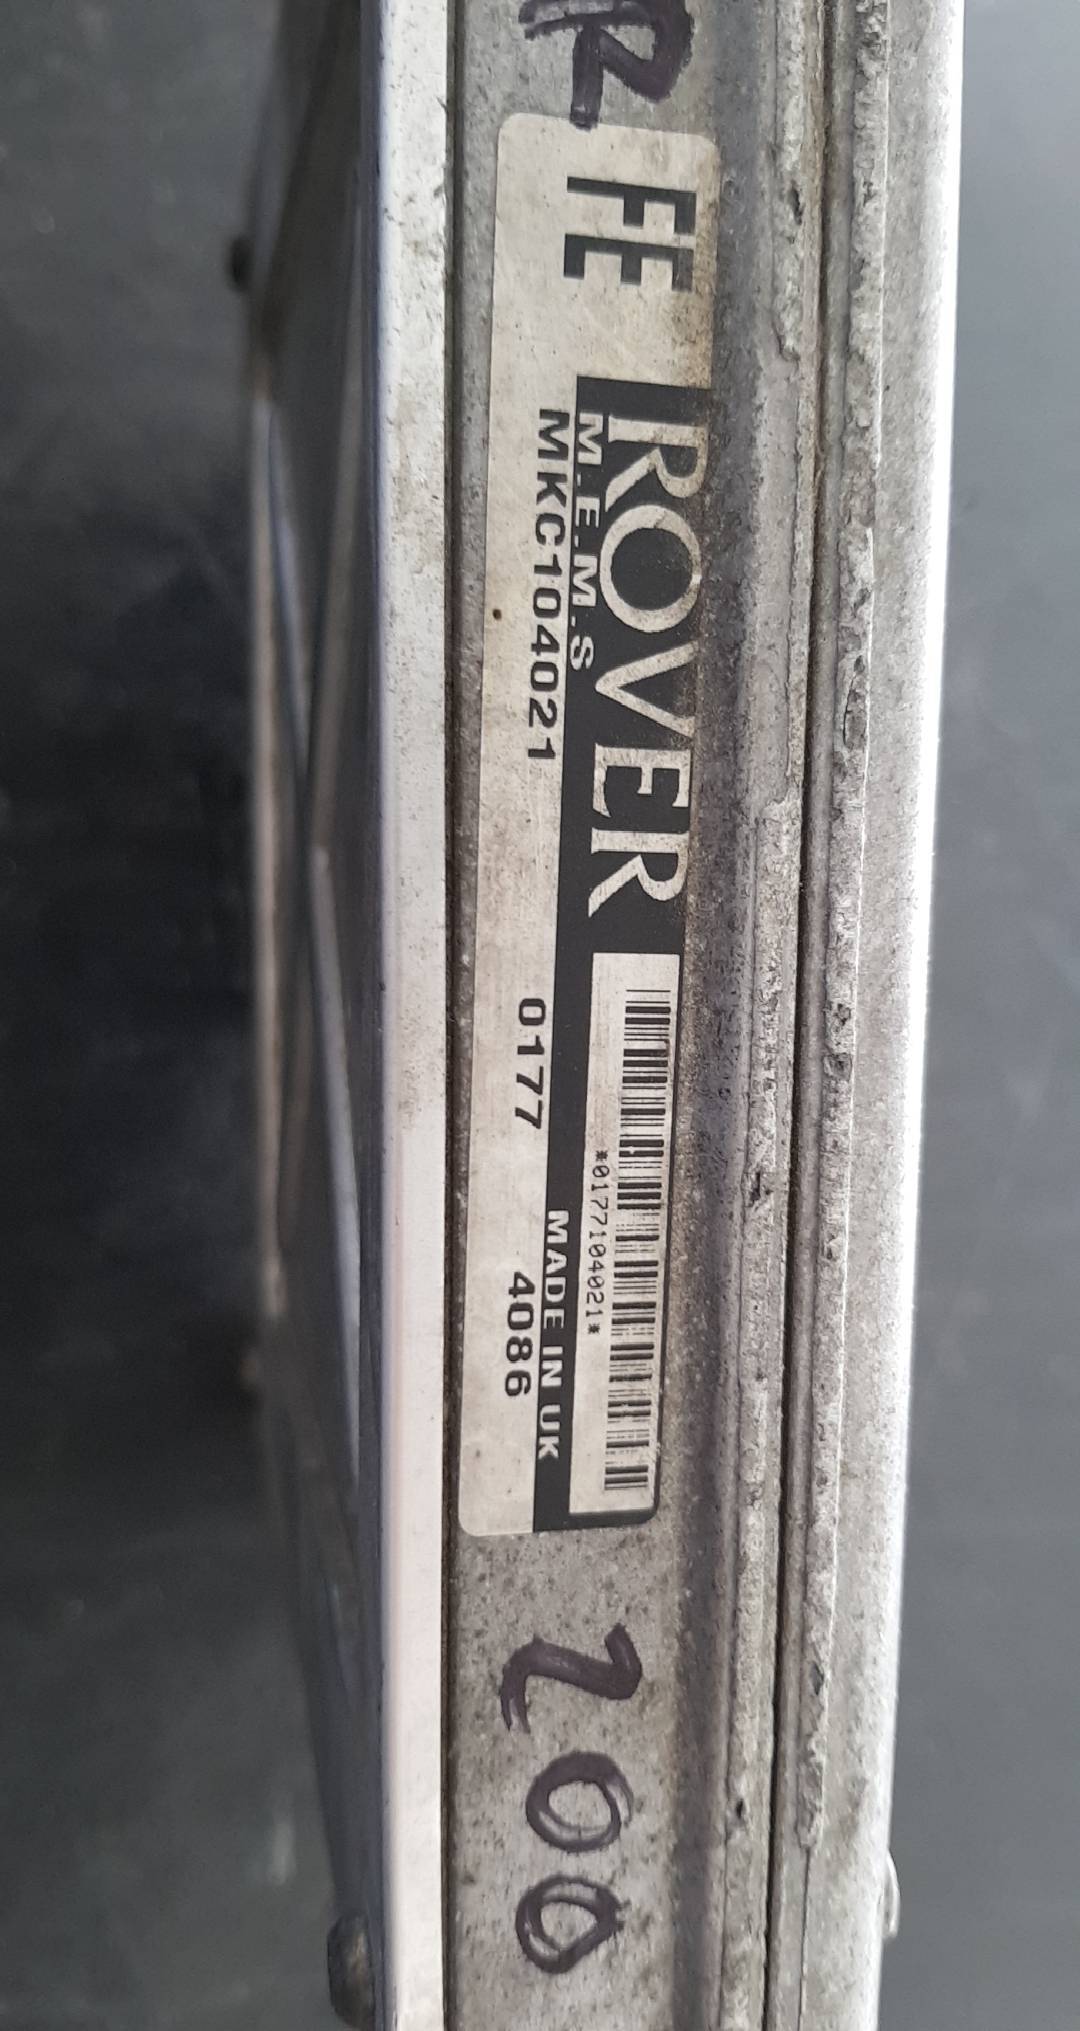 R
FE
ROVER
M.E.M.S
MKC104021
0177
4086
*0177104021*
MADE IN UK
200